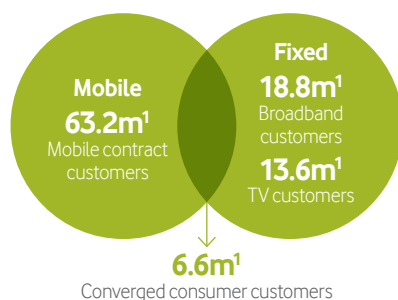 Mobile
63.2m¹
Mobile contract
customers
Fixed
18.8m¹
Broadband
customers
13.6m¹
TV customers
6.6m¹
Converged consumer customers